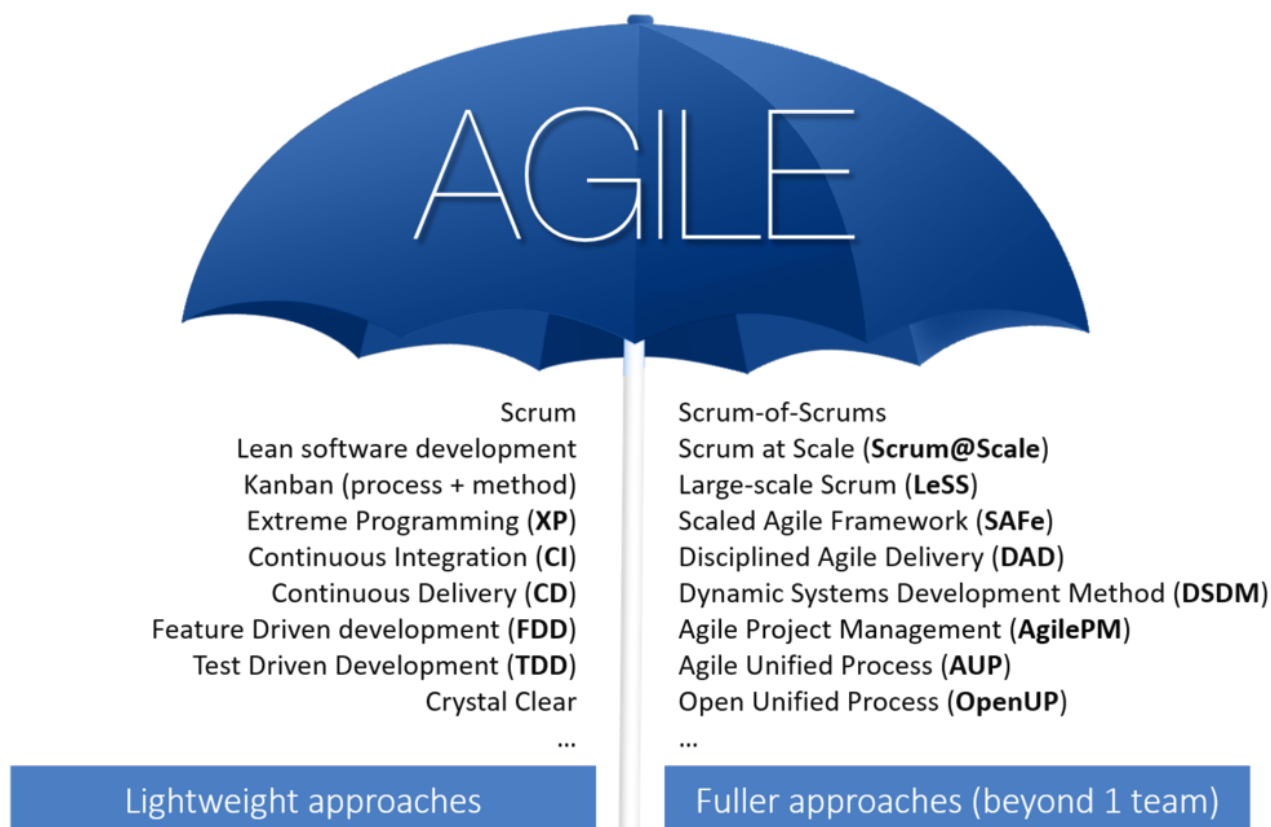 AGILE
Scrum
Lean software development
Kanban (process + method)
Extreme Programming (XP)
Continuous Integration (CI)
Continuous Delivery (CD)
Feature Driven development (FDD)
Test Driven Development (TDD)
Crystal Clear
...
Lightweight approaches
Scrum-of-Scrums
Scrum at Scale (Scrum@Scale)
Large-scale Scrum (LeSS)
Scaled Agile Framework (SAFe)
Disciplined Agile Delivery (DAD)
Dynamic Systems Development Method (DSDM)
Agile Project Management (AgilePM)
Agile Unified Process (AUP)
Open Unified Process (OpenUP)
...
Fuller approaches (beyond 1 team)